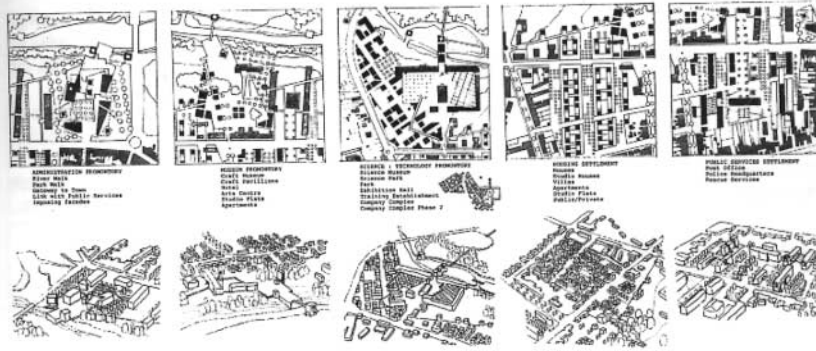 ADMINISTRATION PROMONTORY
River Walk
Park Walk
Gateway to Town
Link with Public Services
Imposing facades
MUSEUM PROMONTORY
Craft Museum
Craft Pavilions
Hotel
Arts Centre
Studio Flats
Apartments
SCIENCE : TECHNOLOGY PROMONTORY
Science Museum
Science Park
Park
Exhibition Hall
Training Establishment
Company Complex
Company Complex Phase 2
HOUSING SETTLEMENT
Houses
Studio Houses
Villas
Apartments
Studio Flats
Public/Private
PUBLIC SERVICES SETTLEMENT
Post Office
Police Headquarters
Rescue Services